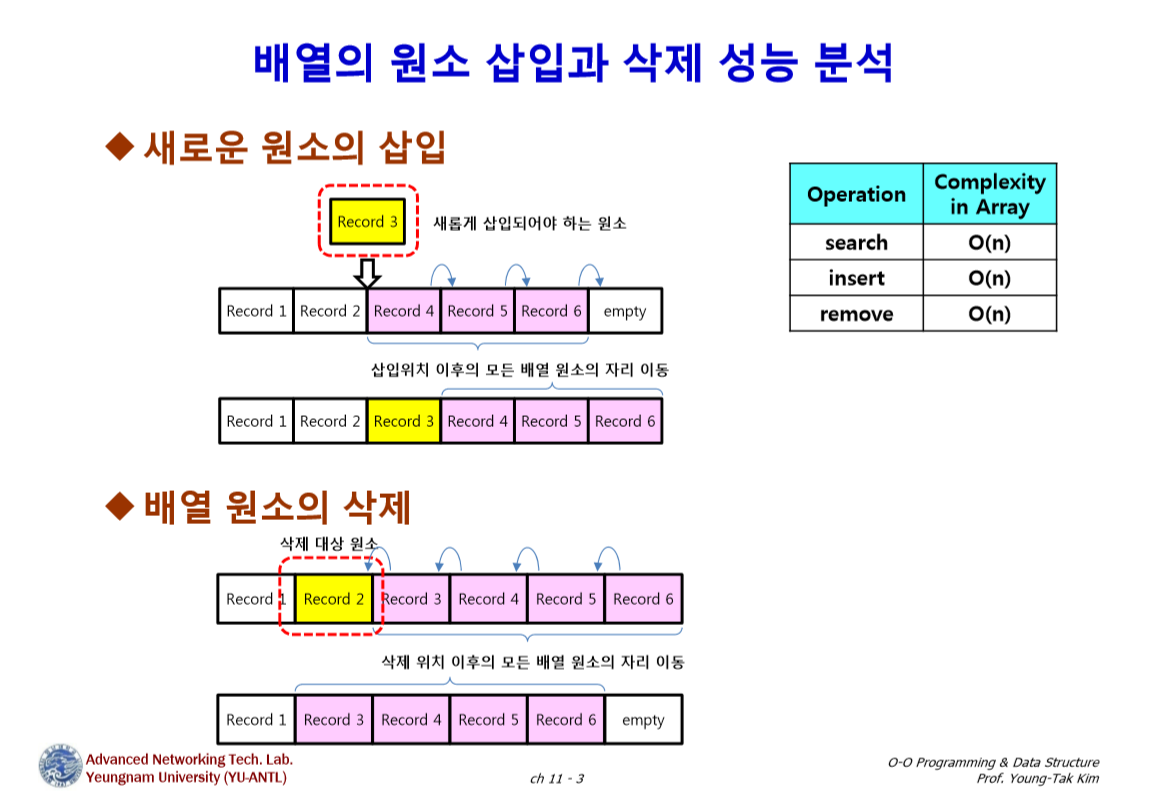 배열의 원소 삽입과 삭제 성능 분석
◆ 새로운 원소의 삽입
Record 3
새롭게 삽입되어야 하는 원소
Record 1 Record 2 Record 4 Record 5 Record 6 empty
삽입위치 이후의 모든 배열 원소의 자리 이동
Record 1 Record 2 Record 3 Record 4 Record 5 Record 6
Operation Complexity
in Array
search O(n)
insert O(n)
remove O(n)
◆ 배열 원소의 삭제
삭제 대상 원소
Record 1 Record 2 Record 3 Record 4 Record 5 Record 6
삭제 위치 이후의 모든 배열 원소의 자리 이동
Record 1 Record 3 Record 4 Record 5 Record 6 empty
Advanced Networking Tech. Lab.
Yeungnam University (YU-ANTL)
ch 11 - 3
O-O Programming & Data Structure
Prof. Young-Tak Kim